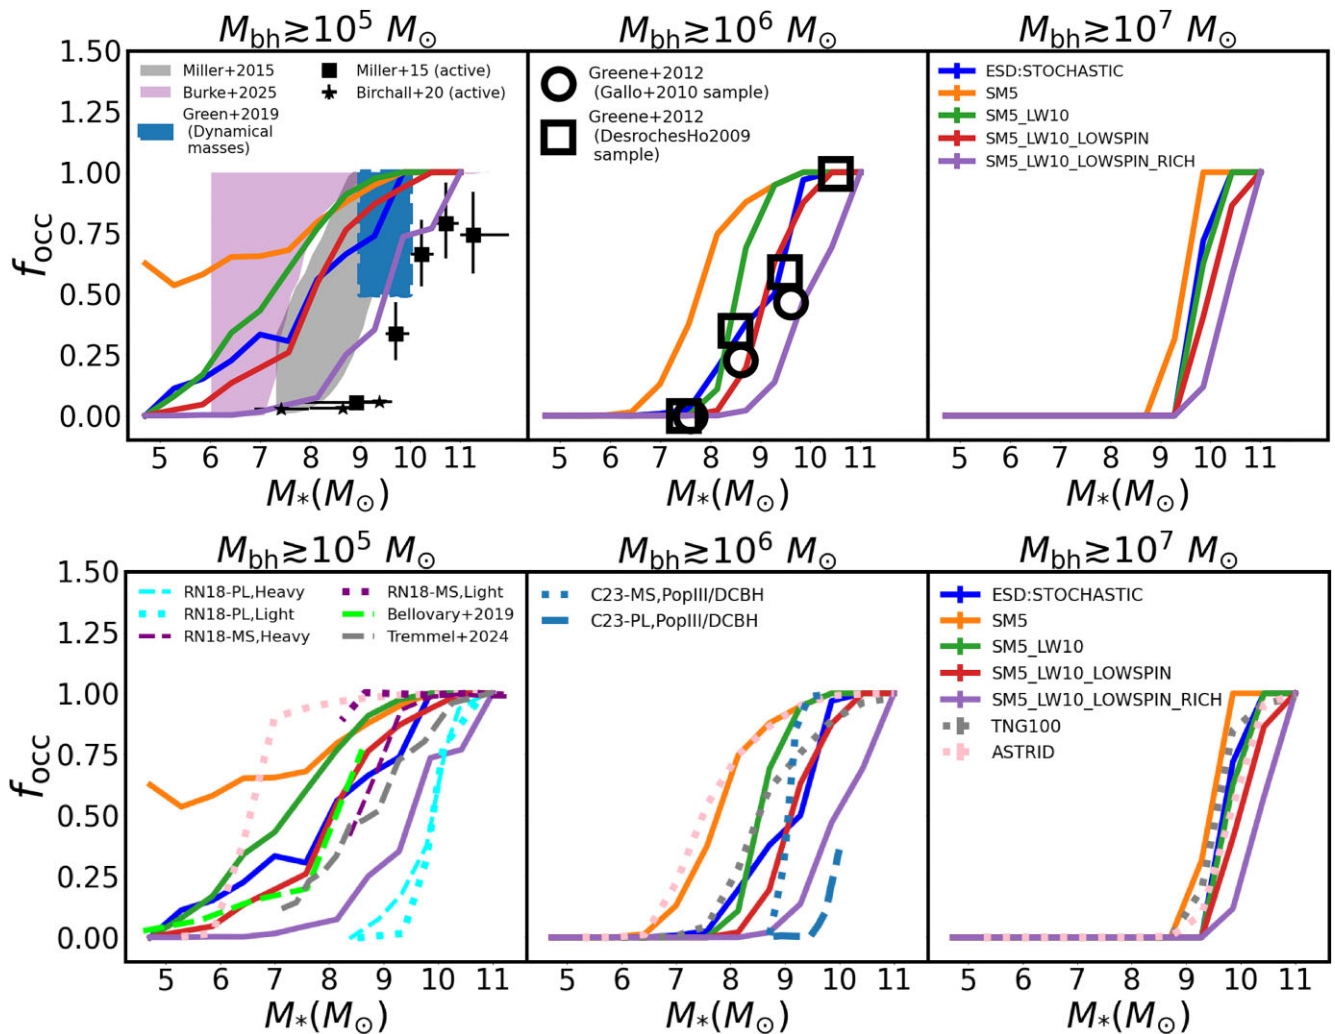 M_bh≳10^5 M_⊙
M_bh≳10^6 M_⊙
M_bh≳10^7 M_⊙
1.50
1.25
1.00
0.75
0.50
0.25
0.00
f_occ
Miller+2015
Burke+2025
Green+2019
(Dynamical
masses)
Miller+15 (active)
Birchall+20 (active)
Greene+2012
(Gallo+2010 sample)
Greene+2012
(DesrochesHo2009
sample)
ESD:STOCHASTIC
SM5
SM5_LW10
SM5_LW10_LOWSPIN
SM5_LW10_LOWSPIN_RICH
5 6 7 8 9 10 11
5 6 7 8 9 10 11
5 6 7 8 9 10 11
M_*(M_⊙)
M_*(M_⊙)
M_*(M_⊙)
M_bh≳10^5 M_⊙
M_bh≳10^6 M_⊙
M_bh≳10^7 M_⊙
1.50
1.25
1.00
0.75
0.50
0.25
0.00
f_occ
RN18-PL,Heavy
RN18-PL,Light
RN18-MS,Heavy
RN18-MS,Light
Bellovary+2019
Tremmel+2024
C23-MS,PopIII/DCBH
C23-PL,PopIII/DCBH
ESD:STOCHASTIC
SM5
SM5_LW10
SM5_LW10_LOWSPIN
SM5_LW10_LOWSPIN_RICH
TNG100
ASTRID
5 6 7 8 9 10 11
5 6 7 8 9 10 11
5 6 7 8 9 10 11
M_*(M_⊙)
M_*(M_⊙)
M_*(M_⊙)